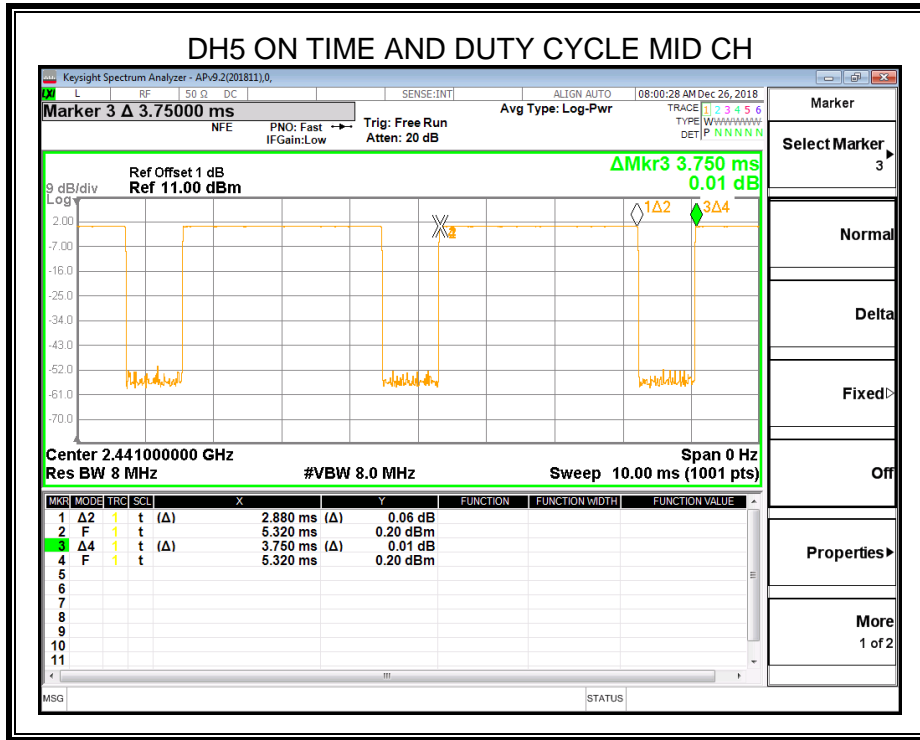 DH5 ON TIME AND DUTY CYCLE MID CH
Keysight Spectrum Analyzer - APv9.2(201811),0,
LXI L RF 50 Ω DC SENSE:INT ALIGN AUTO 08:00:28 AM Dec 26, 2018
Marker 3 Δ 3.75000 ms
NFE
PNO: Fast
IFGain:Low
Trig: Free Run
Atten: 20 dB
Avg Type: Log-Pwr
TRACE 1 2 3 4 5 6
TYPE WWWWWWW
DET P N N N N N
ΔMkr3 3.750 ms
0.01 dB
Ref Offset 1 dB
9 dB/div Ref 11.00 dBm
Log
1Δ2
3Δ4
2.00
-7.00
-16.0
-25.0
-34.0
-43.0
-52.0
-61.0
-70.0
Center 2.441000000 GHz Span 0 Hz
Res BW 8 MHz #VBW 8.0 MHz Sweep 10.00 ms (1001 pts)
MKR MODE TRC SCL X Y FUNCTION FUNCTION WIDTH FUNCTION VALUE
1 Δ2 1 t (Δ) 2.880 ms (Δ) 0.06 dB
2 F 1 t 5.320 ms 0.20 dBm
3 Δ4 1 t (Δ) 3.750 ms (Δ) 0.01 dB
4 F 1 t 5.320 ms 0.20 dBm
5
6
7
8
9
10
11
MSG STATUS
Marker
Select Marker
3
Normal
Delta
Fixed
Off
Properties
More
1 of 2